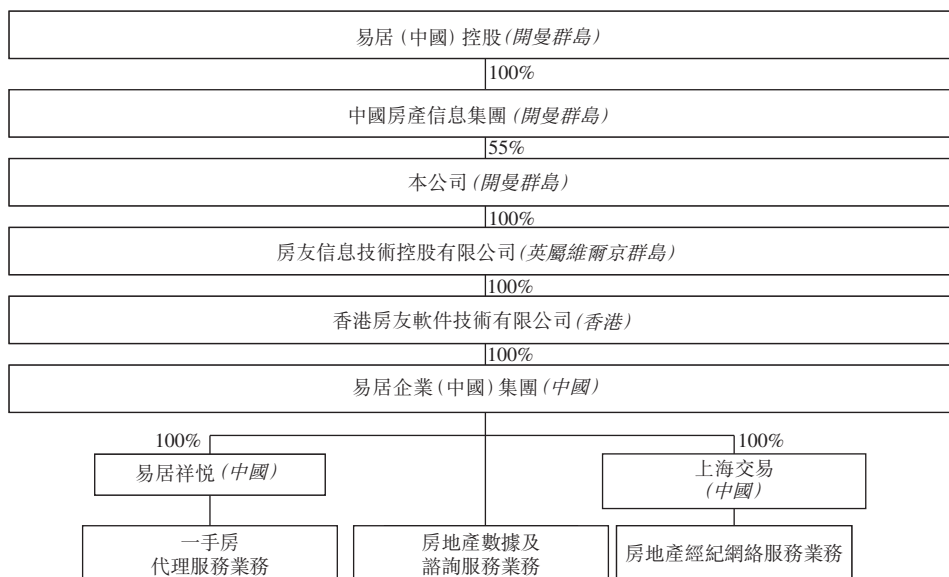 易居(中國)控股(開曼群島)
100%
中國房產信息集團(開曼群島)
55%
本公司(開曼群島)
100%
房友信息技術控股有限公司(英屬維爾京群島)
100%
香港房友軟件技術有限公司(香港)
100%
易居企業(中國)集團(中國)
100%
100%
易居祥悦(中國)
上海交易
(中國)
一手房
代理服務業務
房地產數據及
諮詢服務業務
房地產經紀網絡服務業務